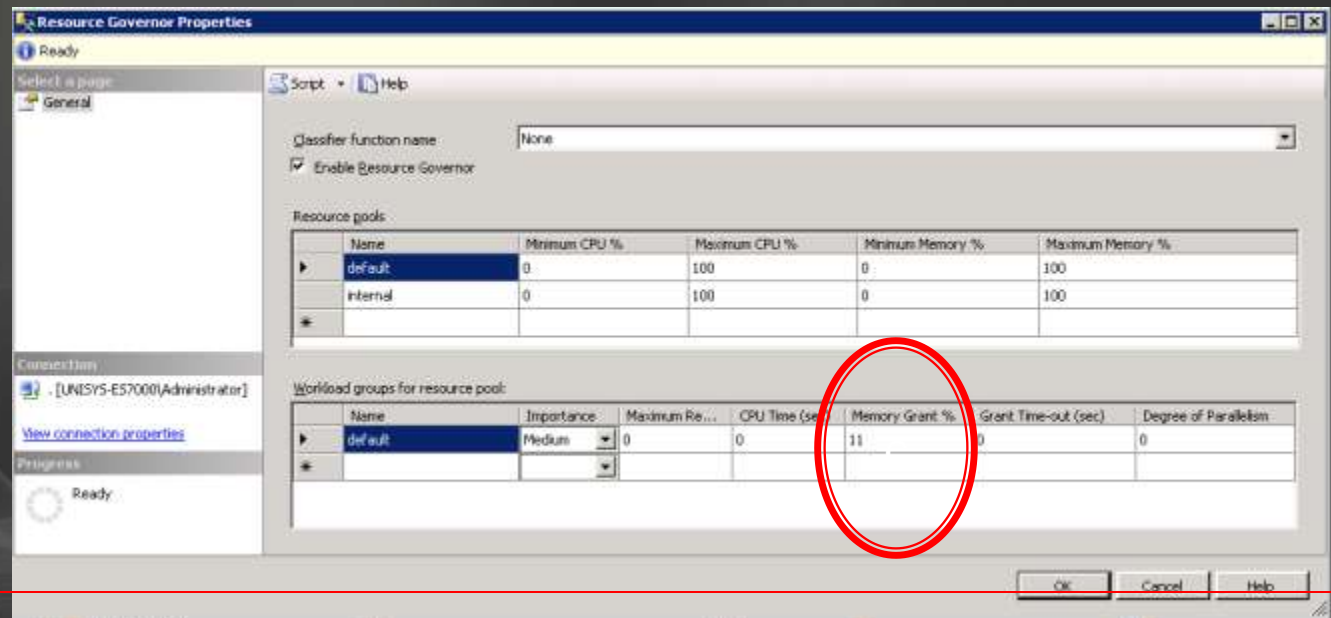 Resource Governor Properties
Ready
Select a page
General
Script Help
Classifier function name None
Enable Resource Governor
Resource pools
Name Minimum CPU % Maximum CPU % Minimum Memory % Maximum Memory %
default 0 100 0 100
internal 0 100 0 100
Connection
. [UNISYS-ES7000\Administrator]
View connection properties
Progress
Ready
Workload groups for resource pool:
Name Importance Maximum Re... CPU Time (sec Memory Grant % Grant Time-out (sec) Degree of Parallelism
default Medium 0 0 11 0 0
OK Cancel Help